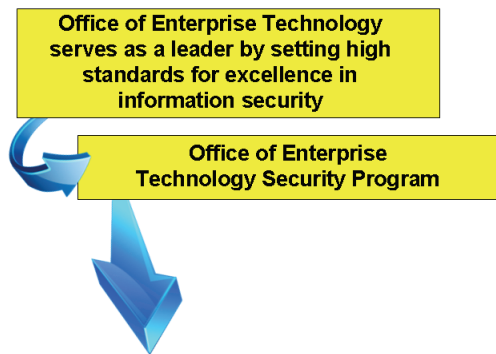 Office of Enterprise Technology
serves as a leader by setting high
standards for excellence in
information security
Office of Enterprise
Technology Security Program